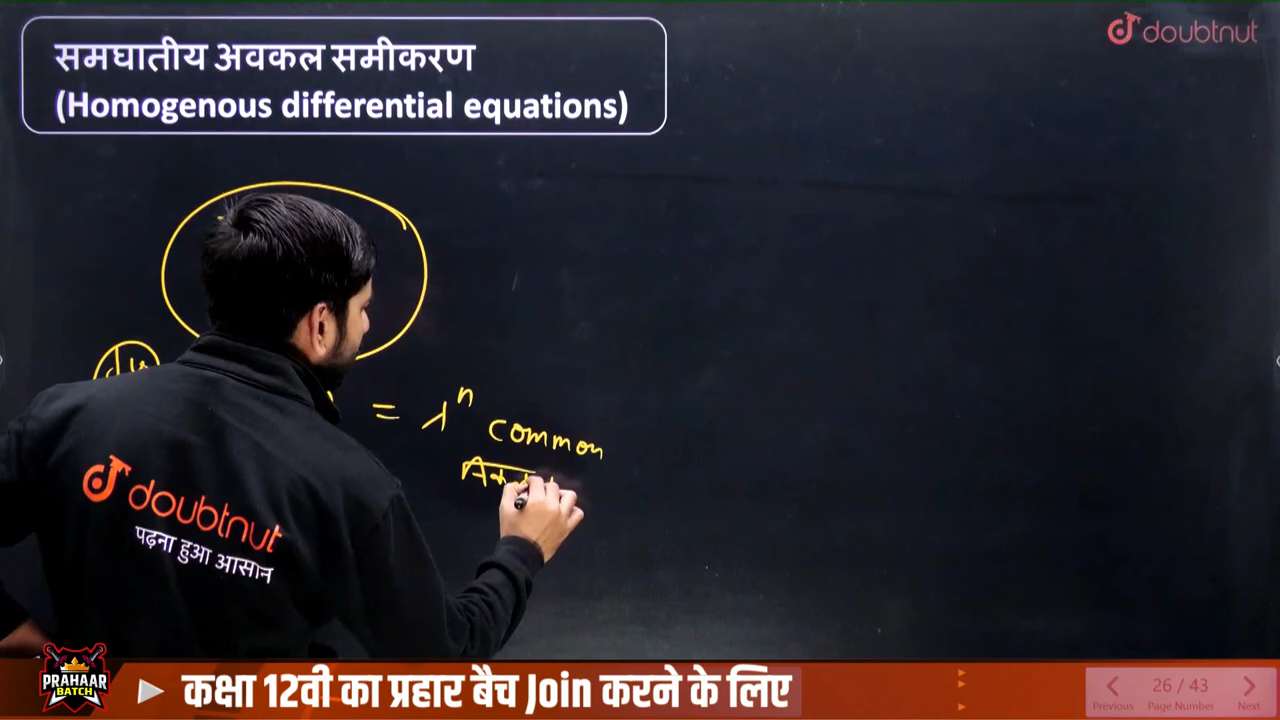 समघातीय अवकल समीकरण
doubtnut
(Homogenous differential equations)
= λⁿ common
doubtnut
पढ़ना हुआ आसान
PRAHAAR
BATCH
कक्षा 12वी का प्रहार बैच Join करने के लिए
26 / 43
Previous Page Number Next